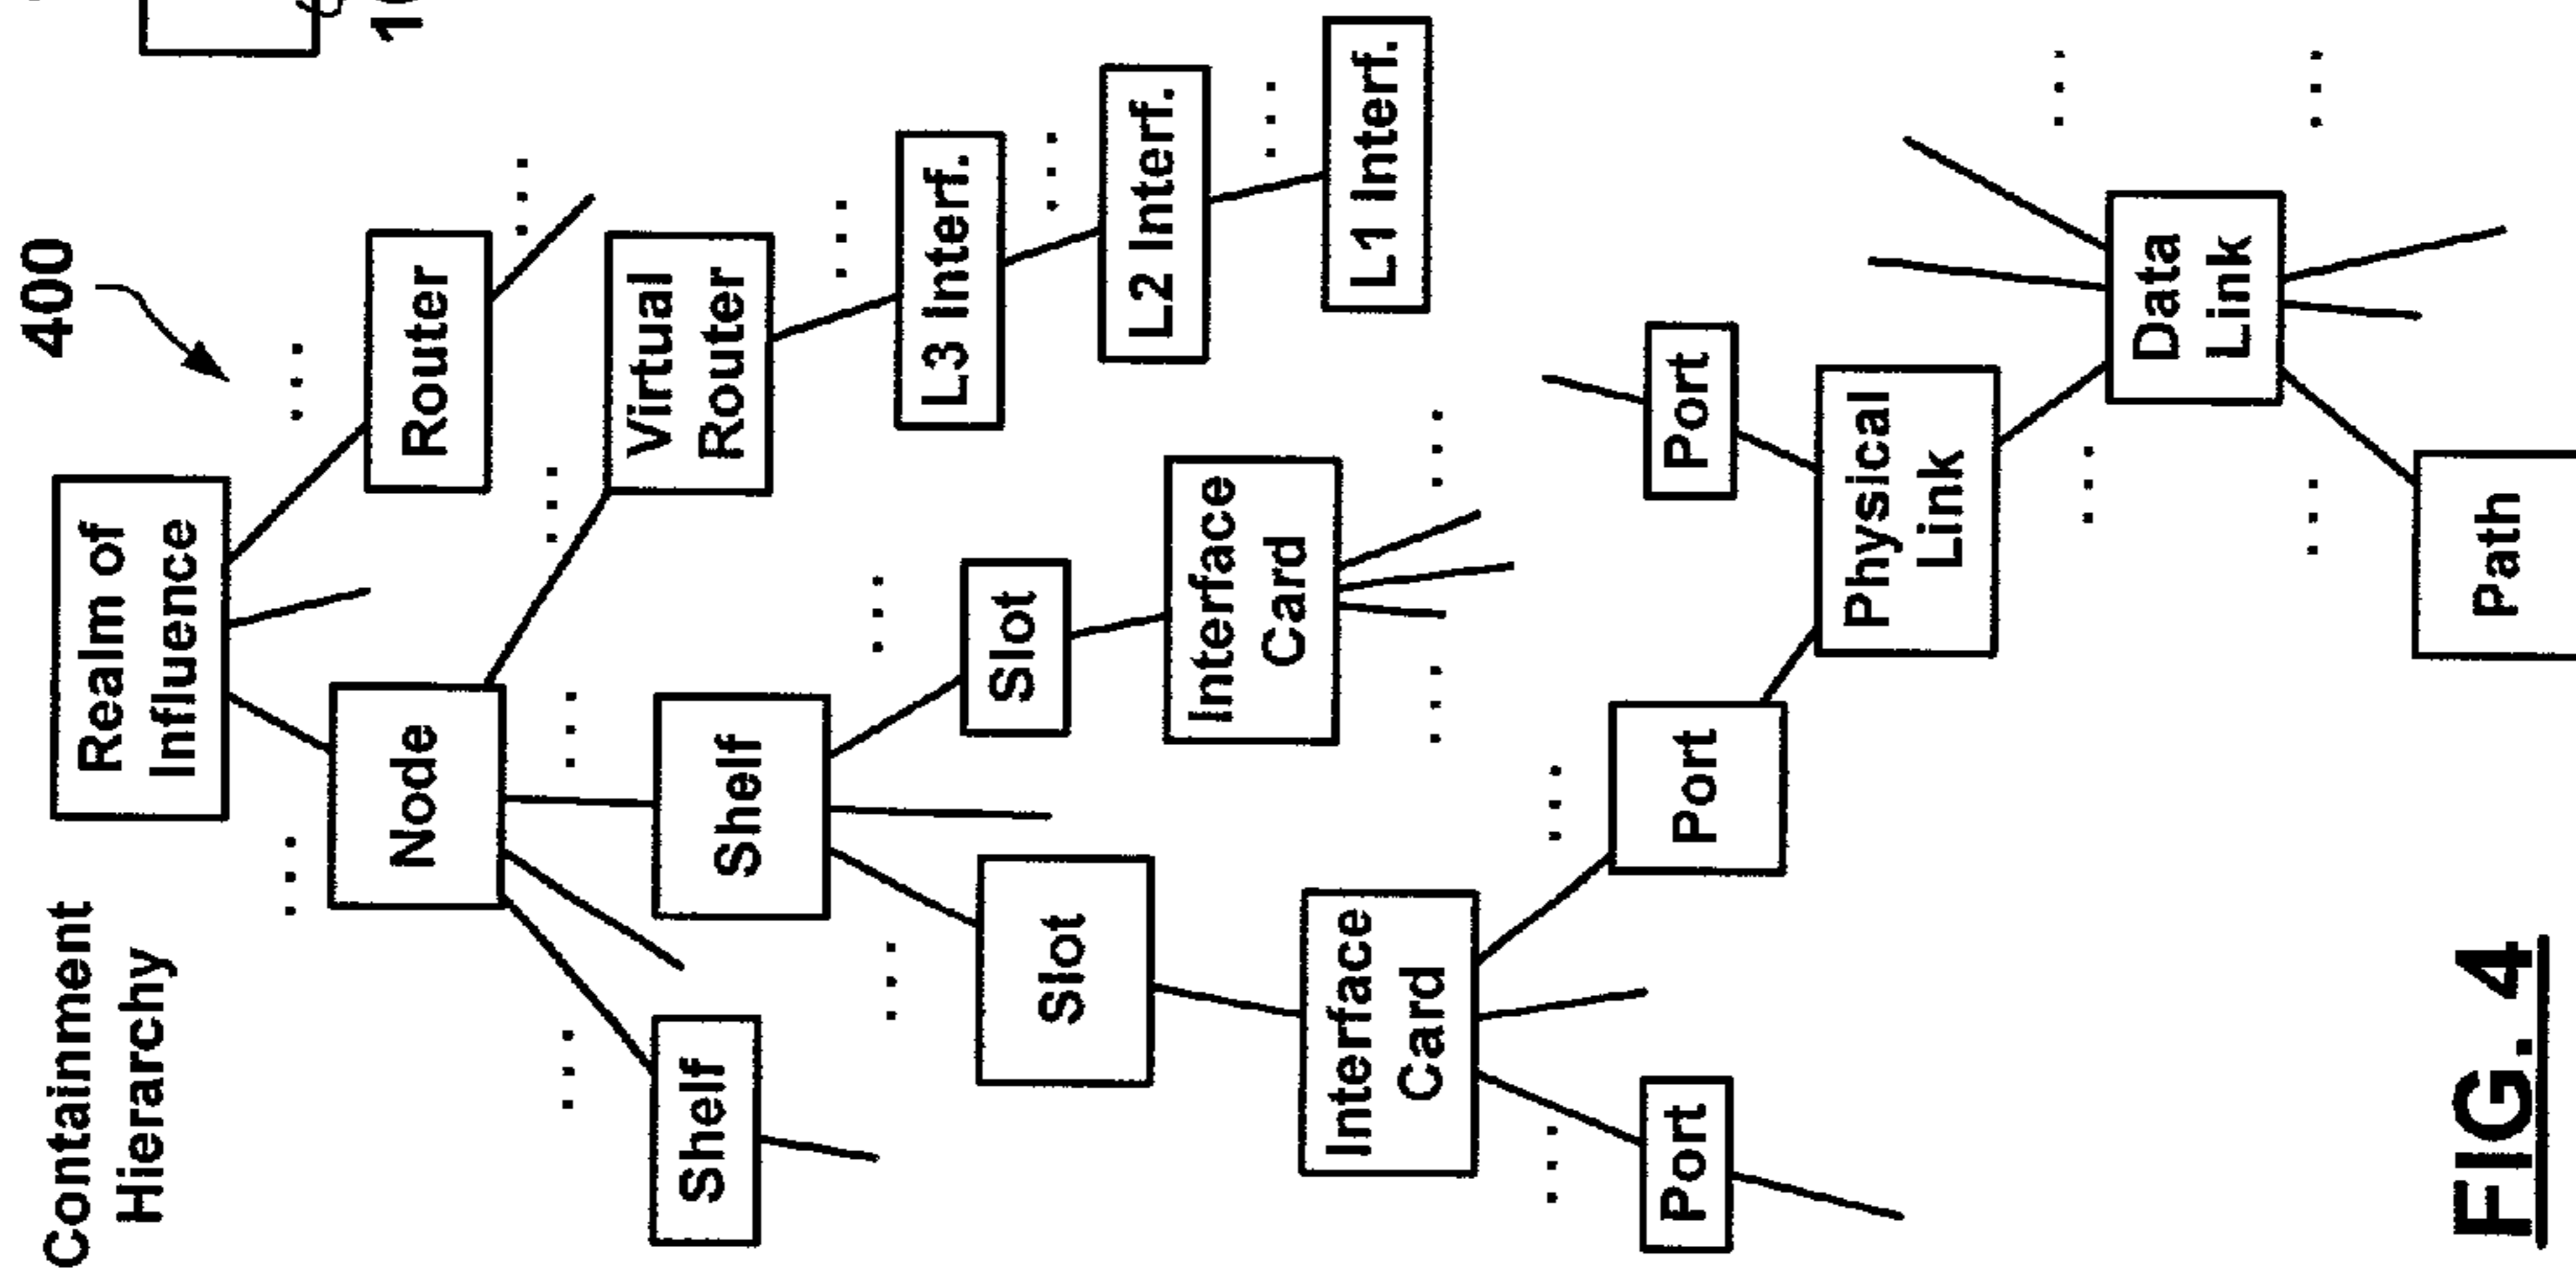 400
Containment
Hierarchy
Realm of
Influence
Router
Node
Virtual
Router
Shelf
Shelf
Slot
Slot
L3 Interf.
L2 Interf.
L1 Interf.
Interface
Card
Interface
Card
Port
Port
Port
Physical
Link
Data
Link
Path
FIG. 4